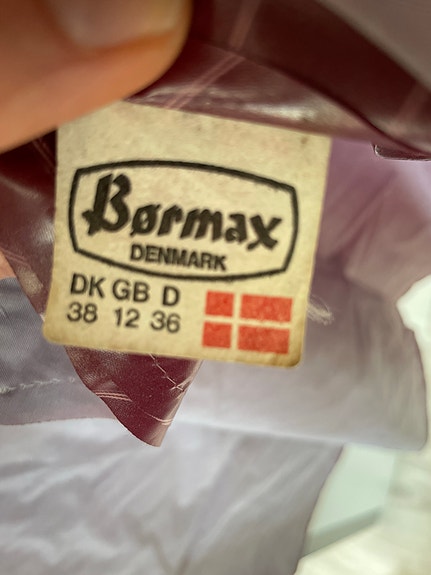 Børmax
DENMARK
DK GB D
38 12 36